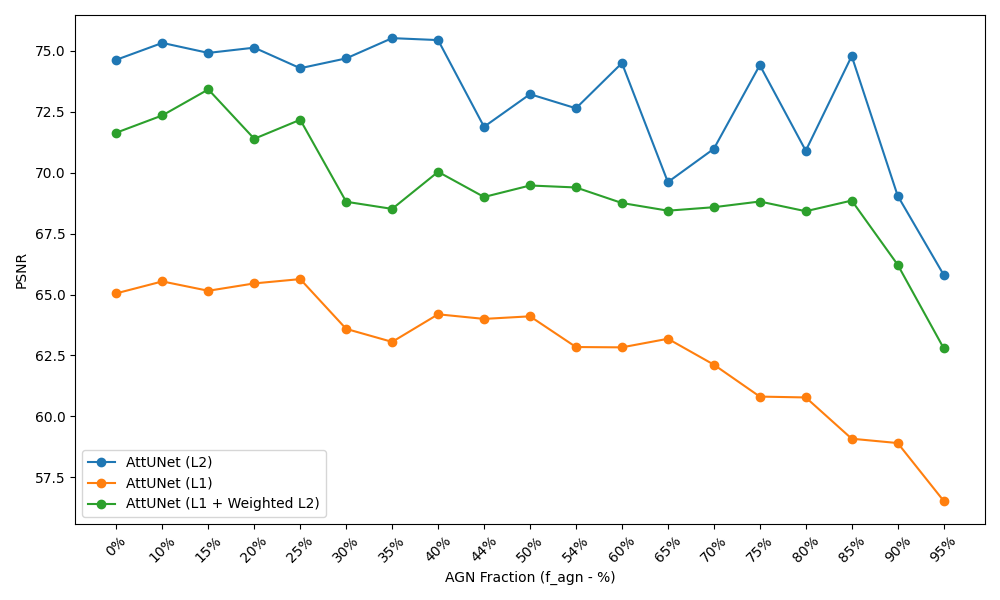 75.0
72.5
70.0
67.5
65.0
62.5
60.0
57.5
PSNR
AttUNet (L2)
AttUNet (L1)
AttUNet (L1 + Weighted L2)
0% 10% 15% 20% 25% 30% 35% 40% 44% 50% 54% 60% 65% 70% 75% 80% 85% 90% 95%
AGN Fraction (f_agn - %)